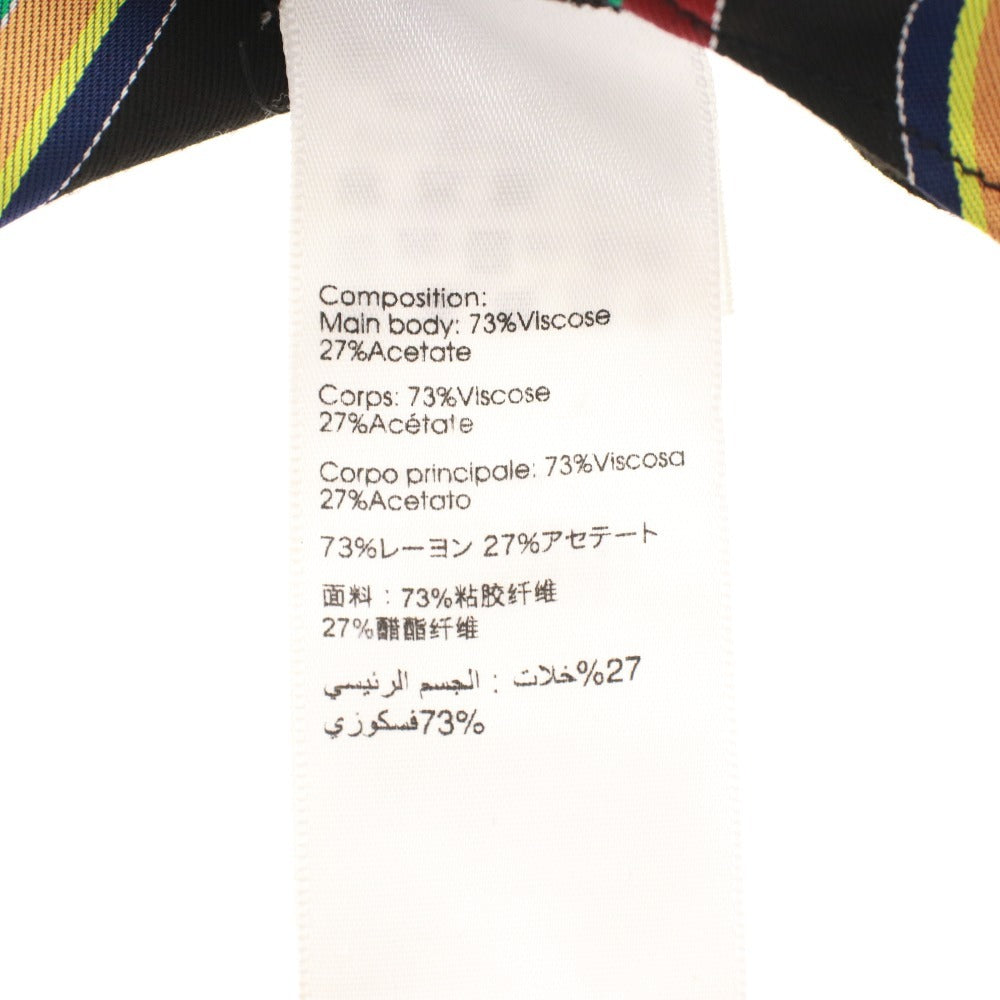 Composition:
Main body: 73%Viscose
27%Acetate
Corps: 73%Viscose
27%Acétate
Corpo principale: 73%Viscosa
27%Acetato
73%レーヨン 27%アセテート
面料：73%粘胶纤维
27%醋酯纤维
الجسم الرئيسي : خلات%27
فسكوزي73%